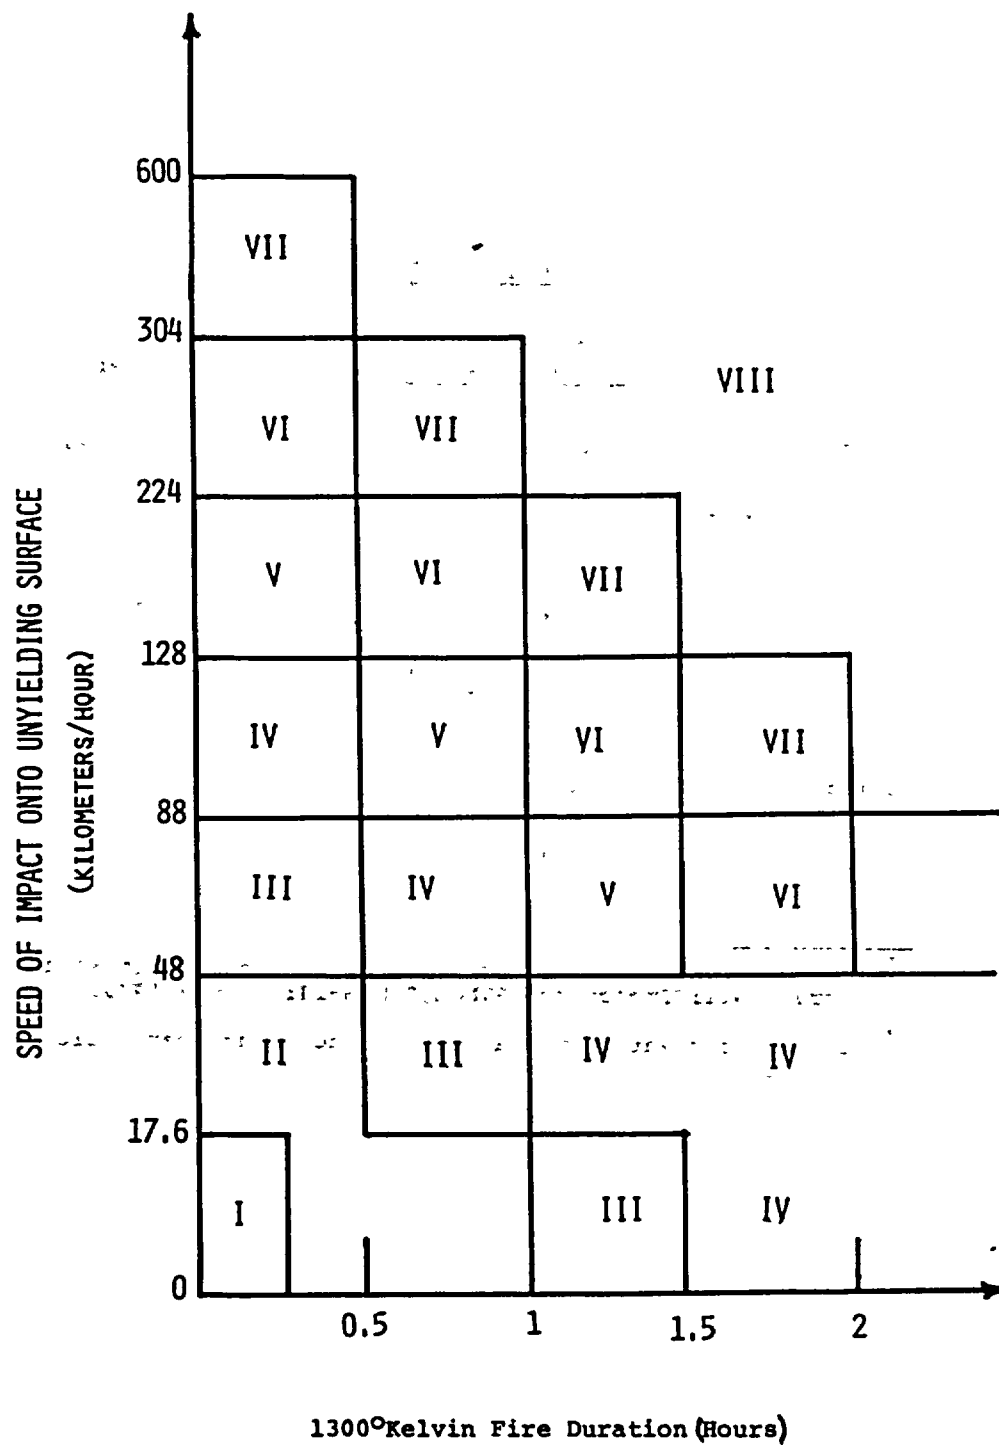 600
VII
304
VIII
VI
VII
224
V
VI
VII
128
IV
V
VI
VII
88
III
IV
V
VI
48
II
III
IV
IV
17.6
I
III
IV
0
0.5
1
1.5
2
SPEED OF IMPACT ONTO UNYIELDING SURFACE
(KILOMETERS/HOUR)
1300°Kelvin Fire Duration (Hours)